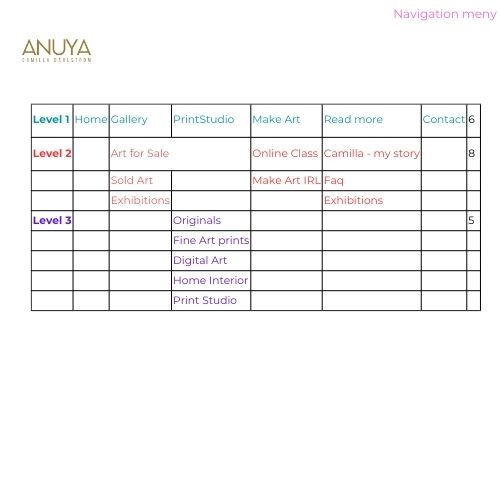 Navigation meny
ANUYA
CAMILLA DAHLSTRÖM
Level 1 Home Gallery PrintStudio Make Art Read more Contact 6
Level 2 Art for Sale Online Class Camilla - my story 8
Sold Art Make Art IRL Faq
Exhibitions Exhibitions
Level 3 Originals 5
Fine Art prints
Digital Art
Home Interior
Print Studio